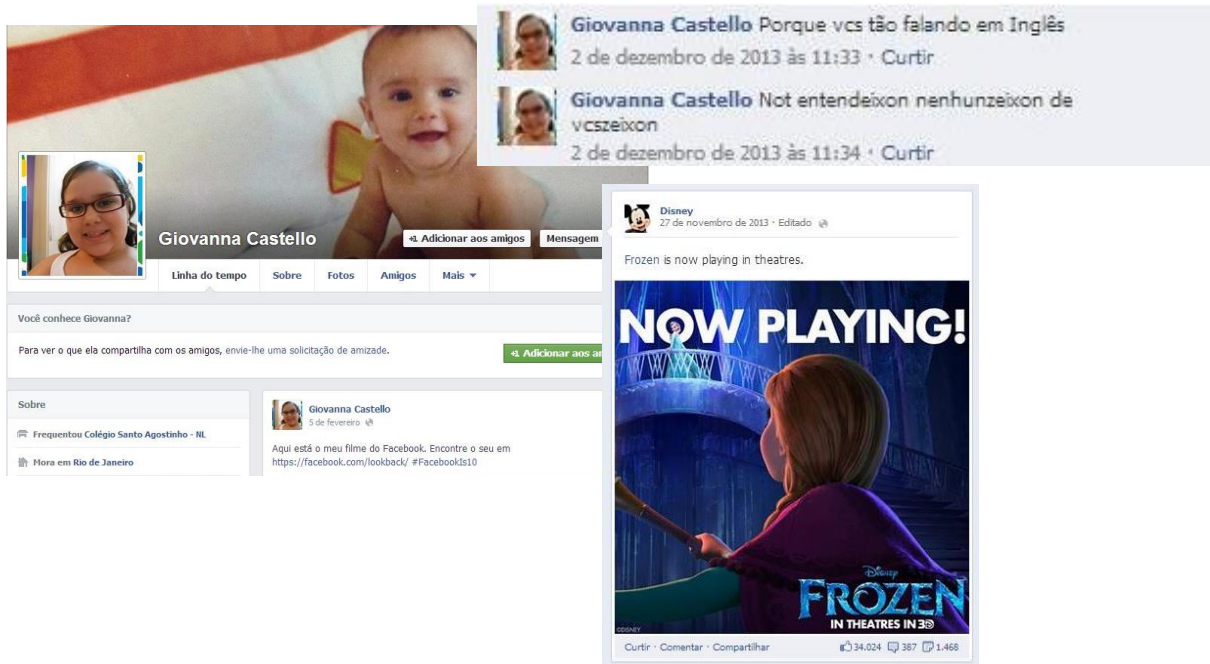 Giovanna Castello Porque vcs tão falando em Inglês
2 de dezembro de 2013 às 11:33 · Curtir
Giovanna Castello Not entendeixon nenhunzeixon de
vcszeixon
2 de dezembro de 2013 às 11:34 · Curtir
Giovanna Castello
+1 Adicionar aos amigos
Mensagem
Linha do tempo
Sobre
Fotos
Amigos
Mais
Você conhece Giovanna?
Para ver o que ela compartilha com os amigos, envie-lhe uma solicitação de amizade.
+1 Adicionar aos
Sobre
Frequentou Colégio Santo Agostinho - NL
Mora em Rio de Janeiro
Giovanna Castello
5 de fevereiro
Aqui está o meu filme do Facebook. Encontre o seu em
https://facebook.com/lookback/ #FacebookIs10
Disney
27 de novembro de 2013 · Editado
Frozen is now playing in theatres.
NOW PLAYING!
Disney
FROZEN
IN THEATRES IN 3D
©DISNEY
Curtir · Comentar · Compartilhar
34.024 387 1.468